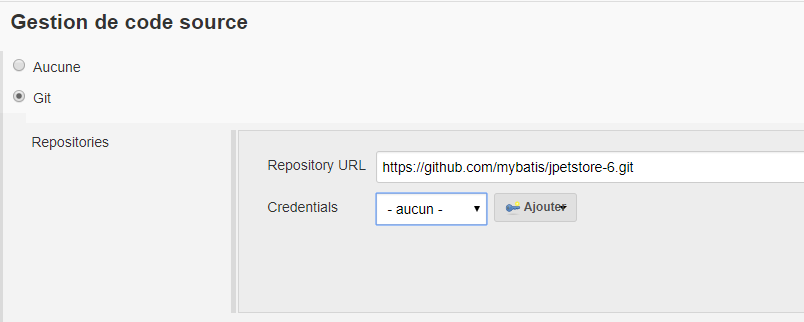 Gestion de code source
Aucune
Git
Repositories
Repository URL https://github.com/mybatis/jpetstore-6.git
Credentials - aucun - Ajouter